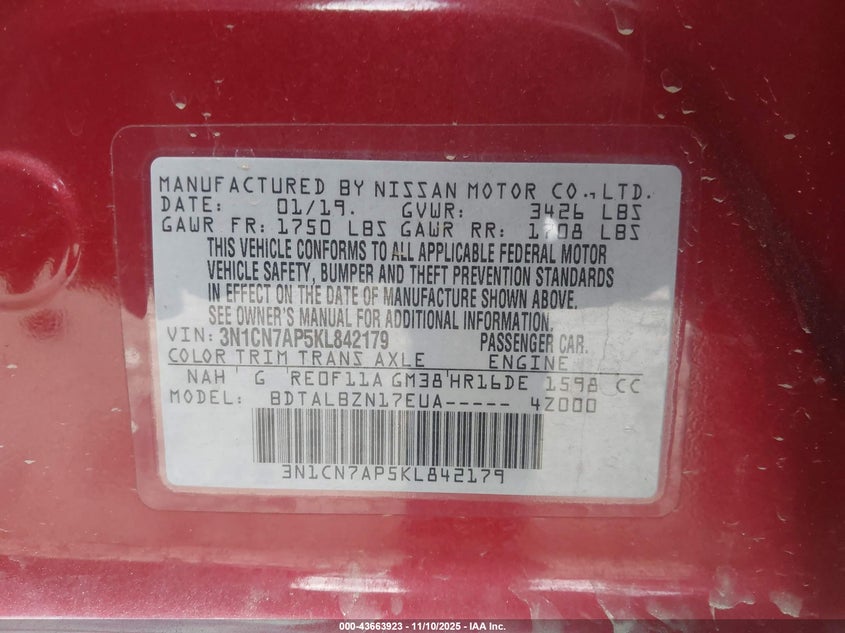 MANUFACTURED BY NISSAN MOTOR CO., LTD.
DATE: 01/19. GVWR: 3426 LBS
GAWR FR: 1750 LBS GAWR RR: 1708 LBS
THIS VEHICLE CONFORMS TO ALL APPLICABLE FEDERAL MOTOR
VEHICLE SAFETY, BUMPER AND THEFT PREVENTION STANDARDS
IN EFFECT ON THE DATE OF MANUFACTURE SHOWN ABOVE.
SEE OWNER'S MANUAL FOR ADDITIONAL INFORMATION.
VIN: 3N1CN7AP5KL842179 PASSENGER CAR.
COLOR TRIM TRANS AXLE ENGINE
NAH G RE0F11A GM38 HR16DE 1598 CC
MODEL: BDTALBZN17EUA----- 4Z000
3N1CN7AP5KL842179
000-43663923 - 11/10/2025 - IAA Inc.